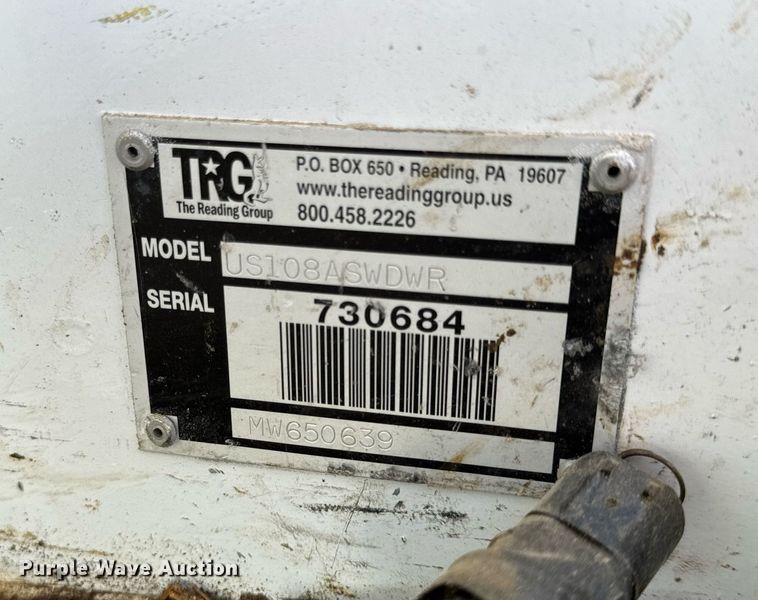 TRG
The Reading Group
P.O. BOX 650 • Reading, PA 19607
www.thereadinggroup.us
800.458.2226
MODEL US108ASWDWR
SERIAL 730684
MW650639
Purple Wave Auction